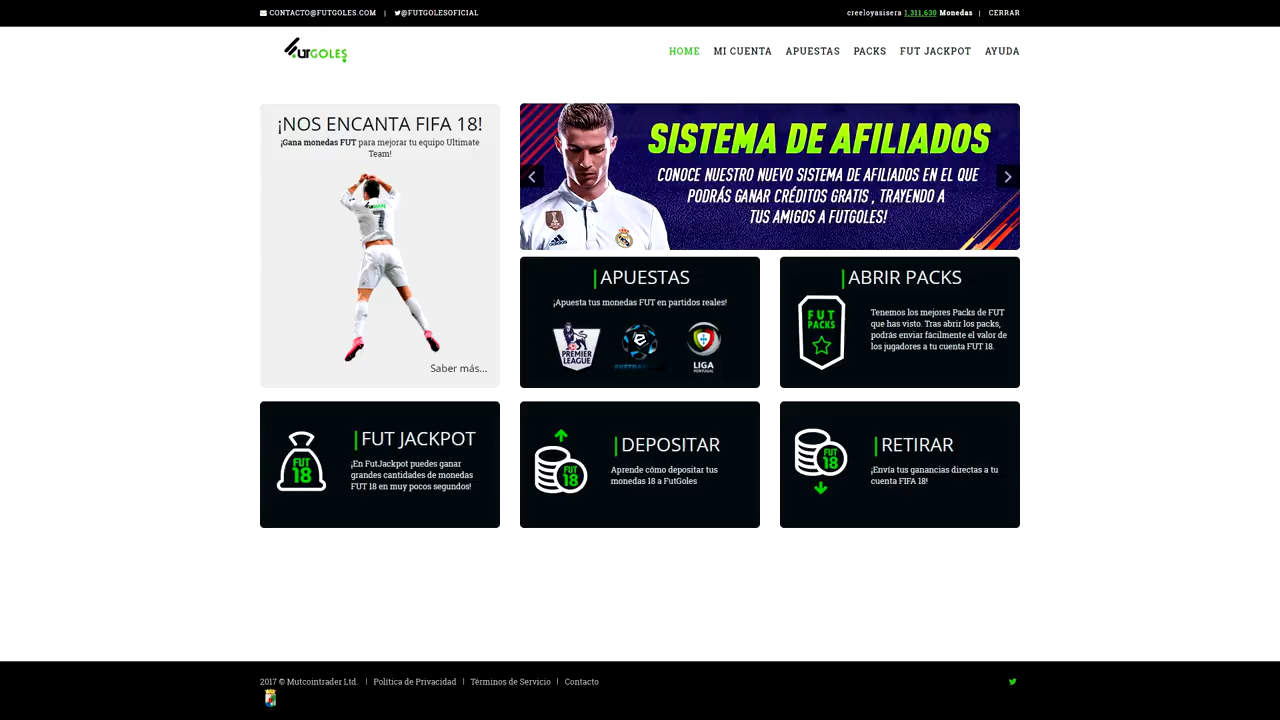 CONTACTO@FUTGOLES.COM | @FUTGOLESOFICIAL
creeloyasisera 1,311,630 Monedas | CERRAR
FUTGOLES
HOME MI CUENTA APUESTAS PACKS FUT JACKPOT AYUDA
¡NOS ENCANTA FIFA 18!
¡Gana monedas FUT para mejorar tu equipo Ultimate
Team!
7
Saber más...
SISTEMA DE AFILIADOS
CONOCE NUESTRO NUEVO SISTEMA DE AFILIADOS EN EL QUE
PODRÁS GANAR CRÉDITOS GRATIS , TRAYENDO A
TUS AMIGOS A FUTGOLES!
|APUESTAS
¡Apuesta tus monedas FUT en partidos reales!
PREMIER
LEAGUE
LIGA
PORTUGAL
|ABRIR PACKS
FUT
PACKS
Tenemos los mejores Packs de FUT
que has visto. Tras abrir los packs,
podrás enviar fácilmente el valor de
los jugadores a tu cuenta FUT 18.
FUT
18
|FUT JACKPOT
¡En FutJackpot puedes ganar
grandes cantidades de monedas
FUT 18 en muy pocos segundos!
FUT
18
|DEPOSITAR
Aprende cómo depositar tus
monedas 18 a FutGoles
FUT
18
|RETIRAR
¡Envía tus ganancias directas a tu
cuenta FIFA 18!
2017 © Mutcointrader Ltd. | Política de Privacidad | Términos de Servicio | Contacto